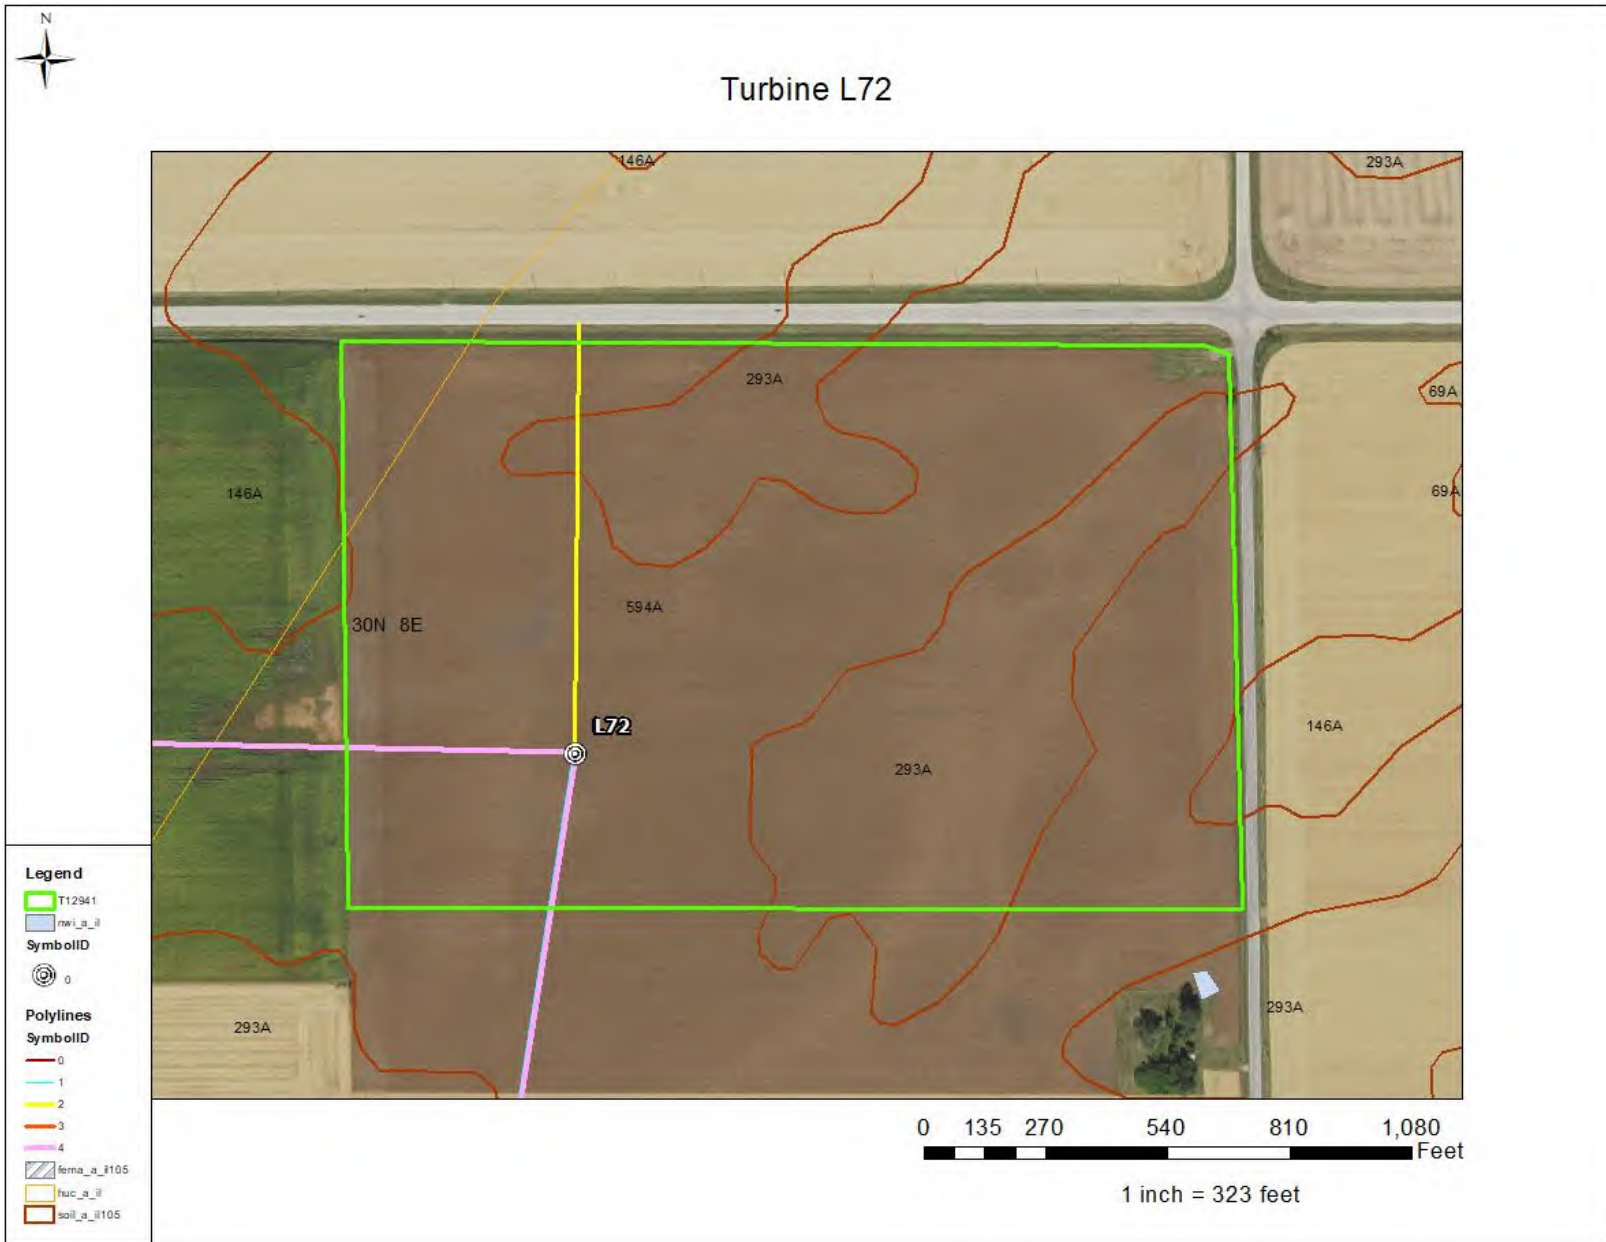 N
Turbine L72
146A
293A
293A
69A
146A
69A
594A
30N 8E
L72
146A
293A
293A
293A
Legend
T12941
nwi_a_il
SymbolID
0
Polylines
SymbolID
0
1
2
3
4
fema_a_il105
huc_a_il
soil_a_il105
0 135 270 540 810 1,080
Feet
1 inch = 323 feet